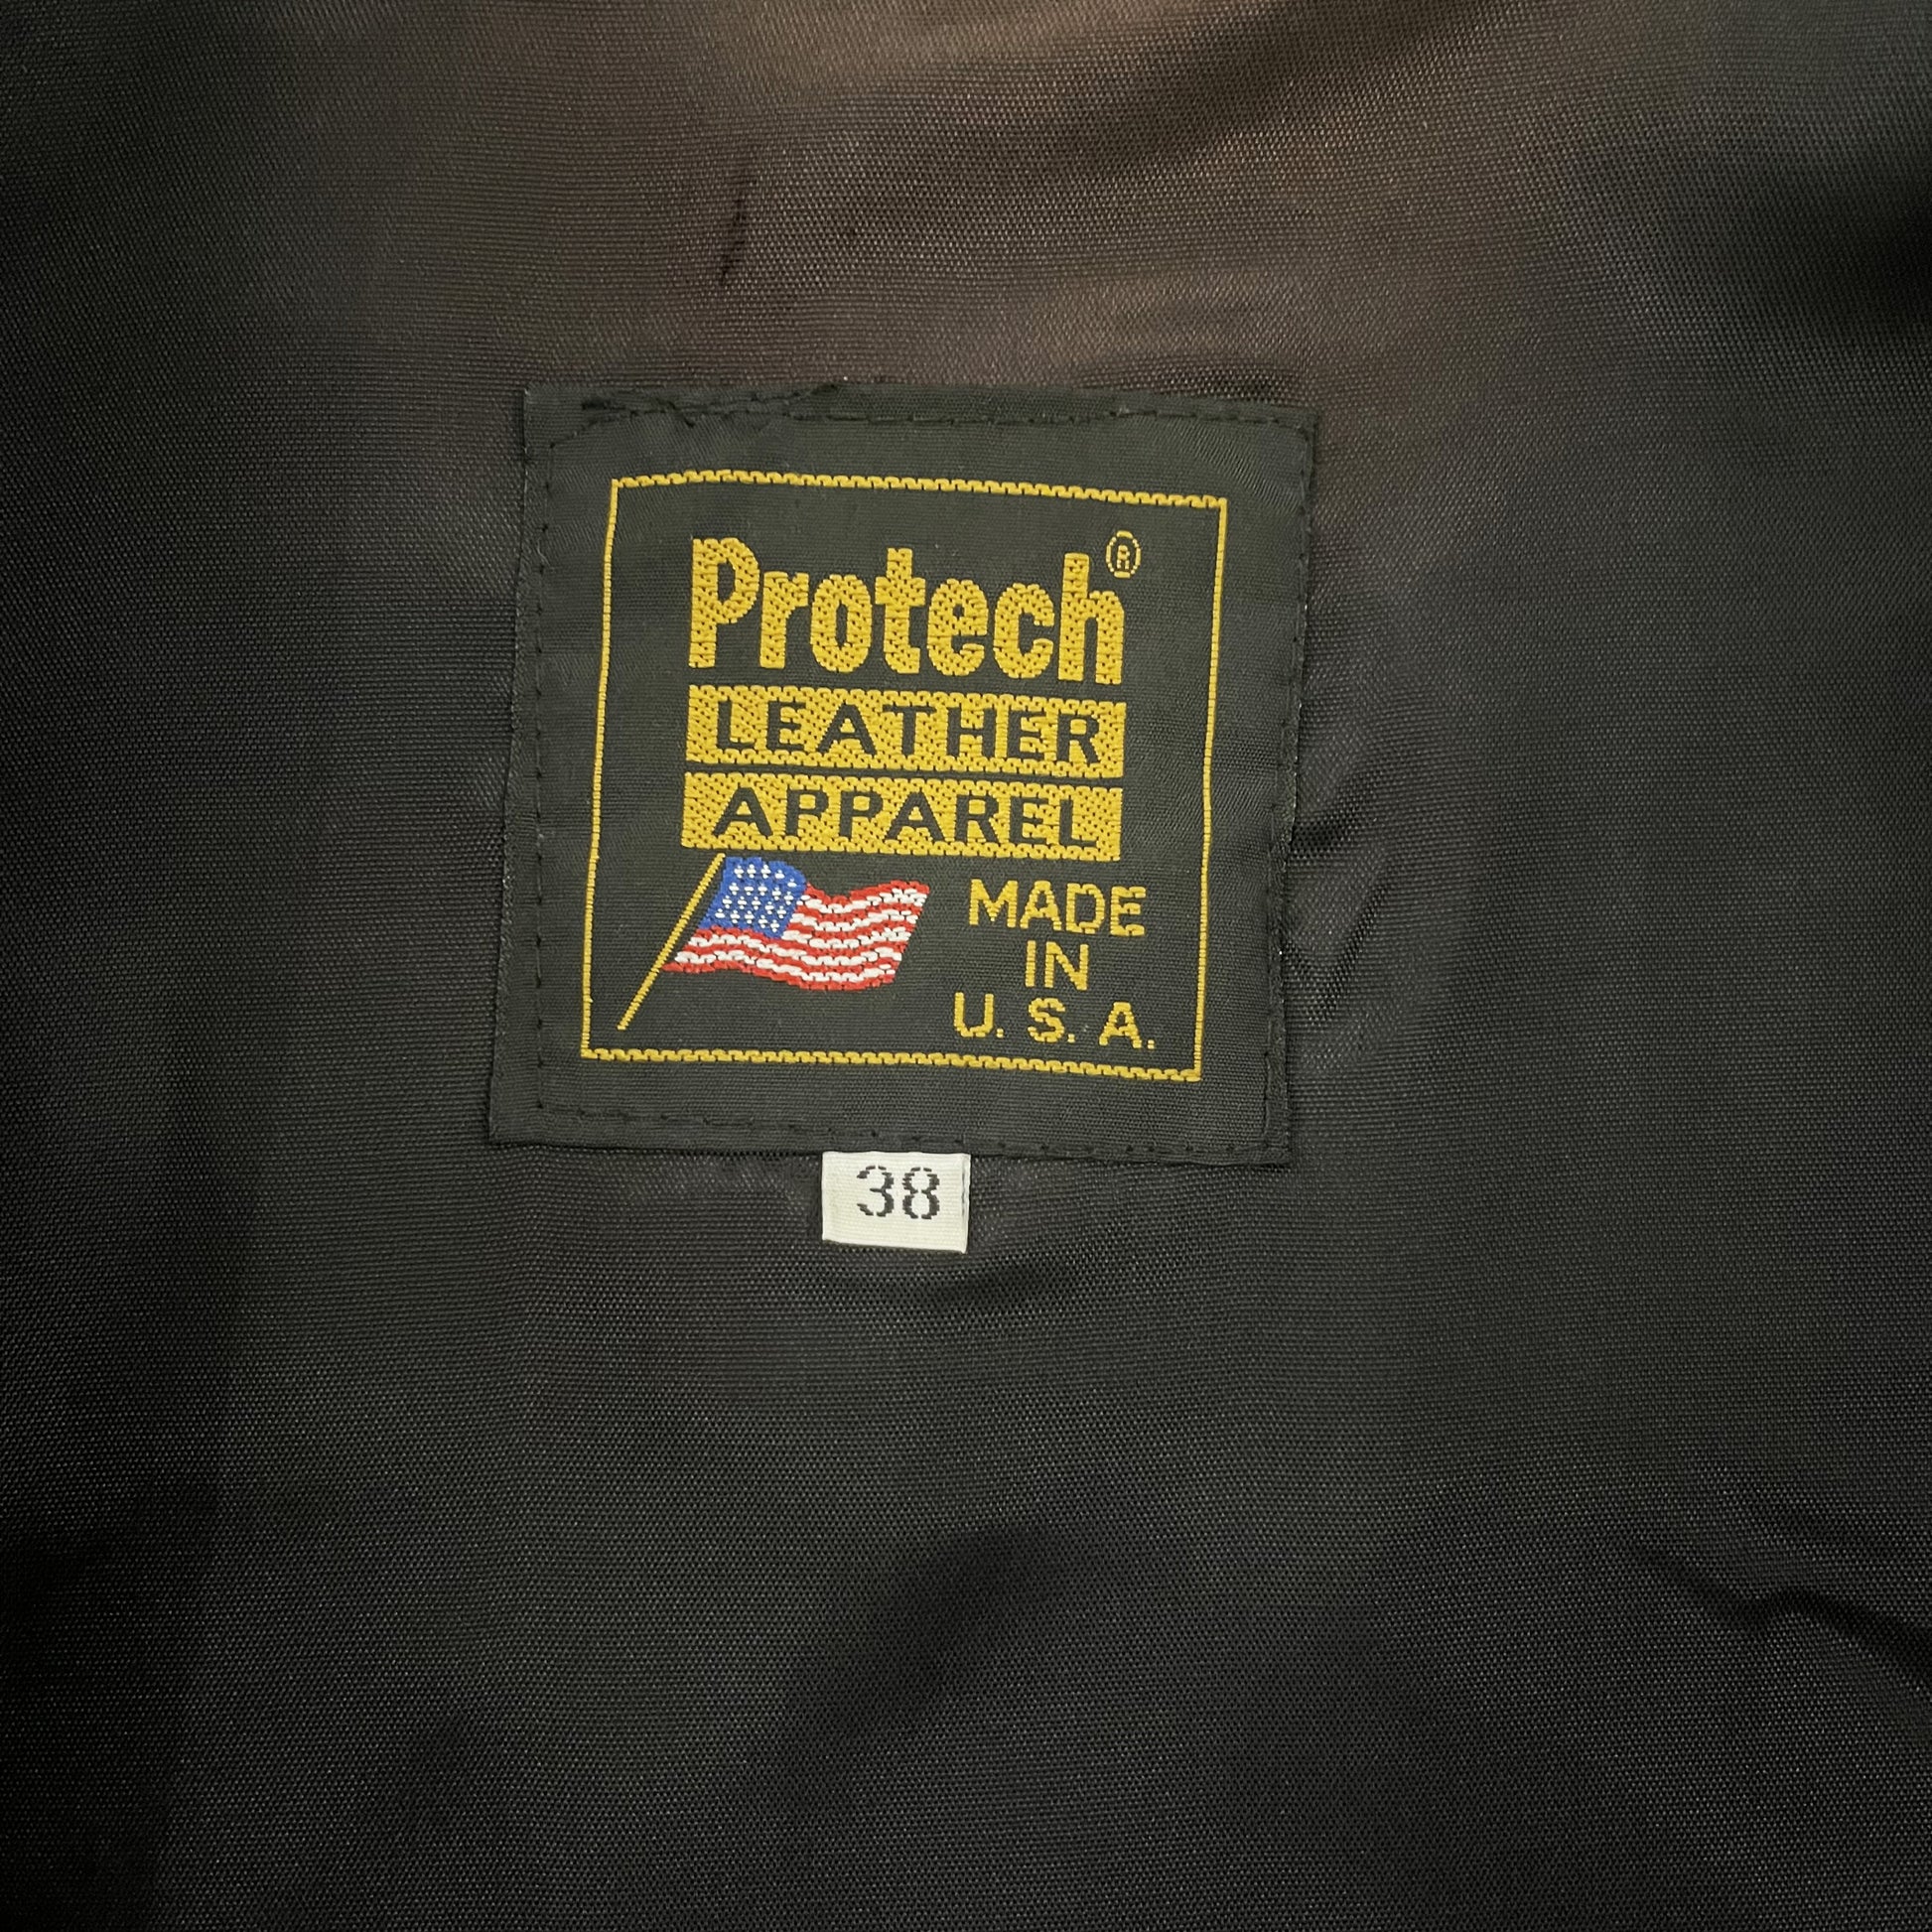 Protech®
LEATHER
APPAREL
MADE
IN
U.S.A.
38